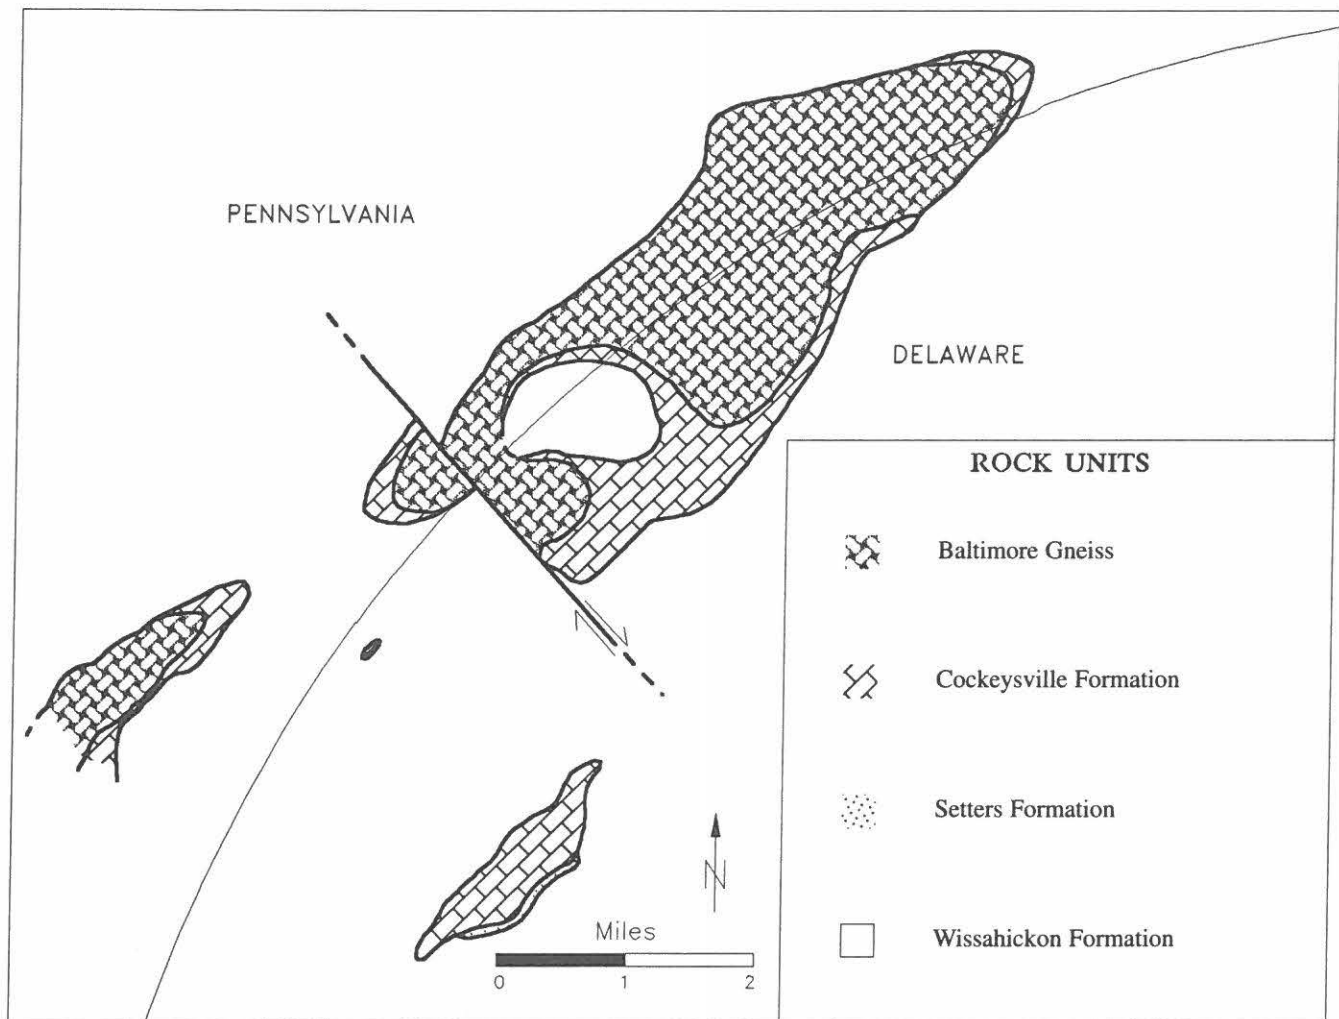 PENNSYLVANIA
DELAWARE
ROCK UNITS
Baltimore Gneiss
Cockeysville Formation
Setters Formation
Wissahickon Formation
N
Miles
0 1 2